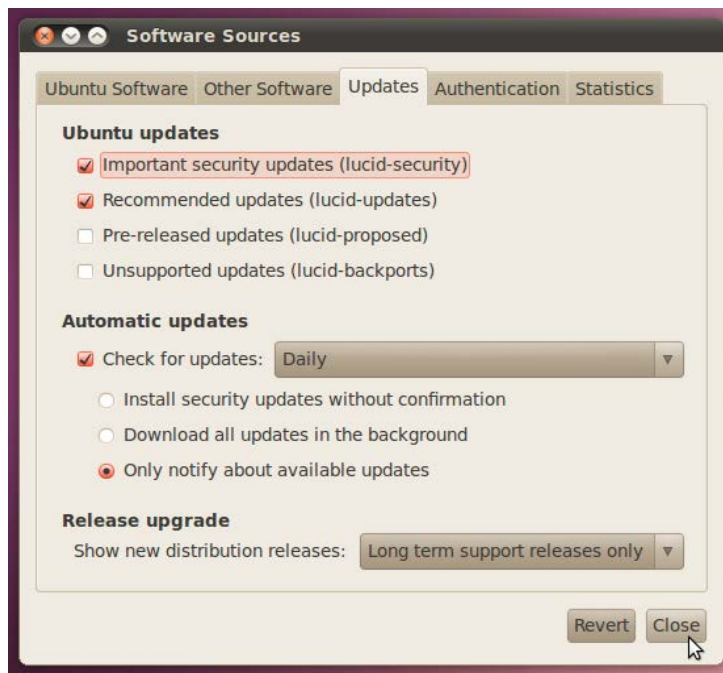 Software Sources
Ubuntu Software Other Software Updates Authentication Statistics
Ubuntu updates
Important security updates (lucid-security)
Recommended updates (lucid-updates)
Pre-released updates (lucid-proposed)
Unsupported updates (lucid-backports)
Automatic updates
Check for updates: Daily
Install security updates without confirmation
Download all updates in the background
Only notify about available updates
Release upgrade
Show new distribution releases: Long term support releases only
Revert Close